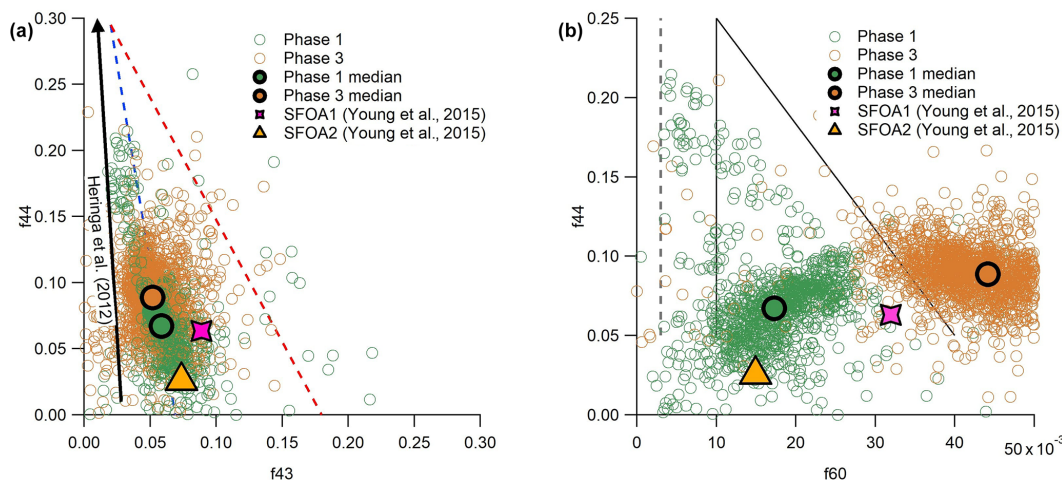 (a)
0.30
0.25
0.20
0.15
0.10
0.05
0.00
f44
Phase 1
Phase 3
Phase 1 median
Phase 3 median
SFOA1 (Young et al., 2015)
SFOA2 (Young et al., 2015)
Heringa et al. (2012)
0.00 0.05 0.10 0.15 0.20 0.25 0.30
f43
(b)
0.25
0.20
0.15
0.10
0.05
0.00
f44
Phase 1
Phase 3
Phase 1 median
Phase 3 median
SFOA1 (Young et al., 2015)
SFOA2 (Young et al., 2015)
0 10 20 30 40 50 x 10⁻³
f60